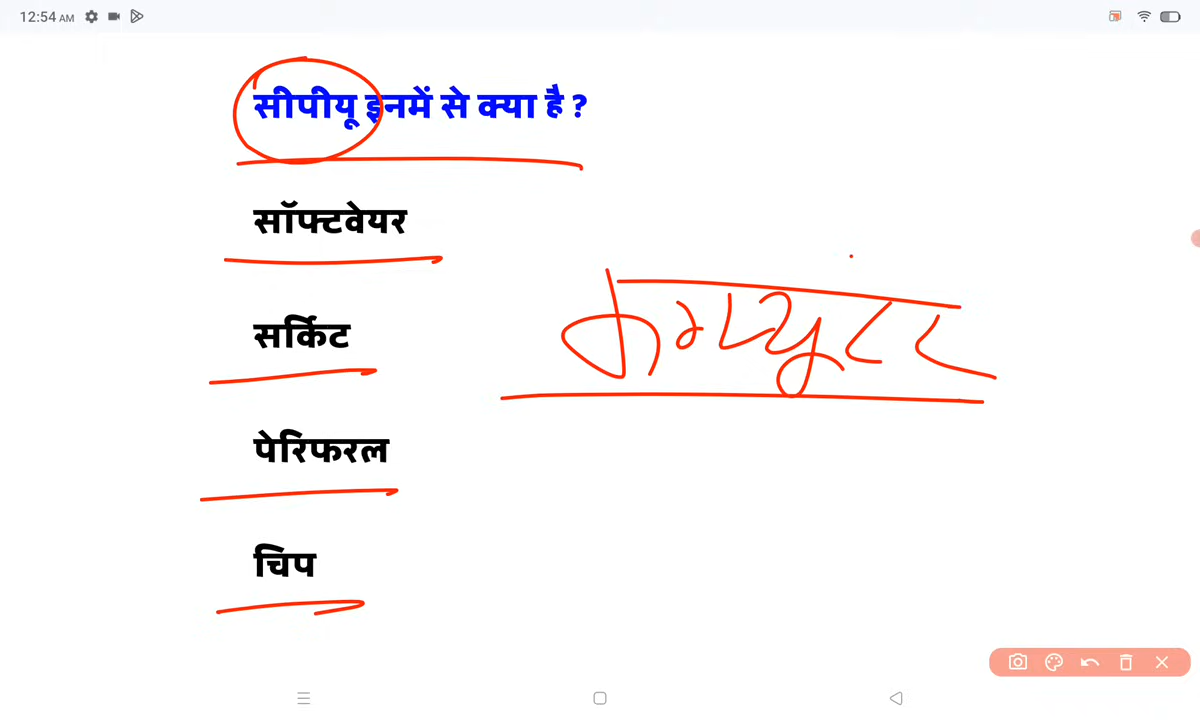 12:54 AM
सीपीयू इनमें से क्या है ?
सॉफ्टवेयर
सर्किट
कम्प्युटर
पेरिफरल
चिप